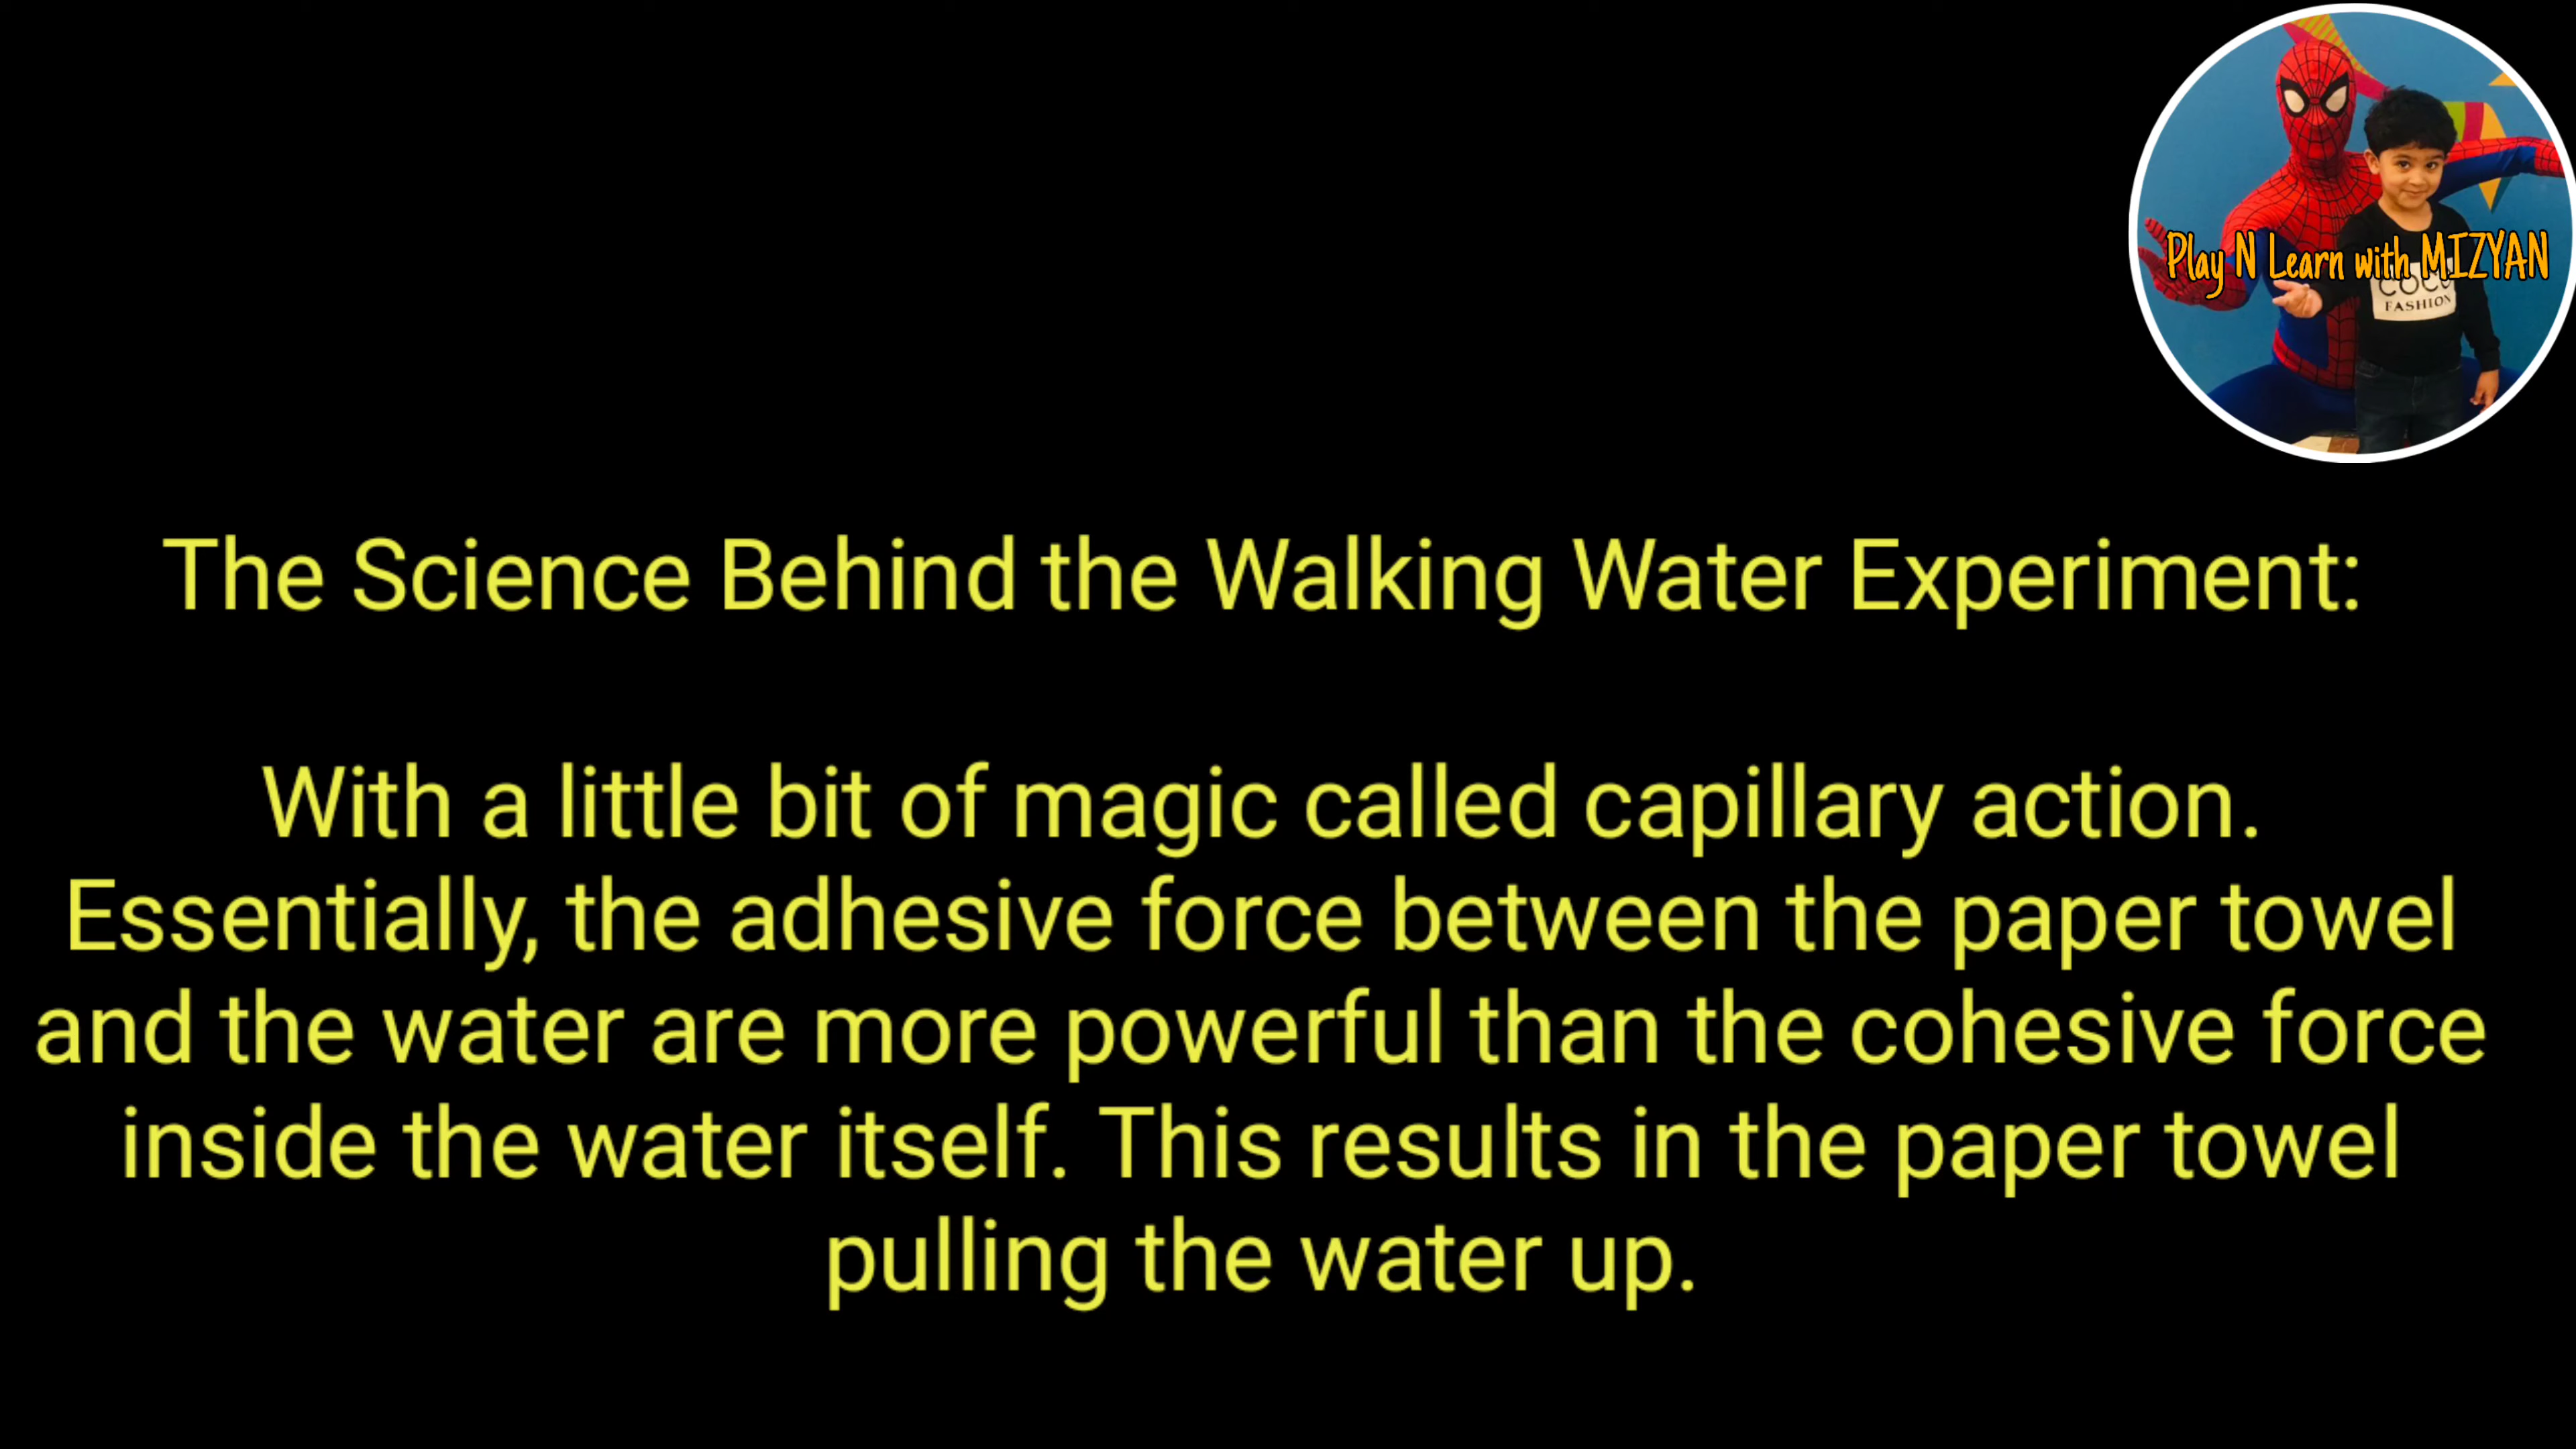 Play N Learn with MIZYAN
COCO
FASHION
The Science Behind the Walking Water Experiment:
With a little bit of magic called capillary action.
Essentially, the adhesive force between the paper towel
and the water are more powerful than the cohesive force
inside the water itself. This results in the paper towel
pulling the water up.